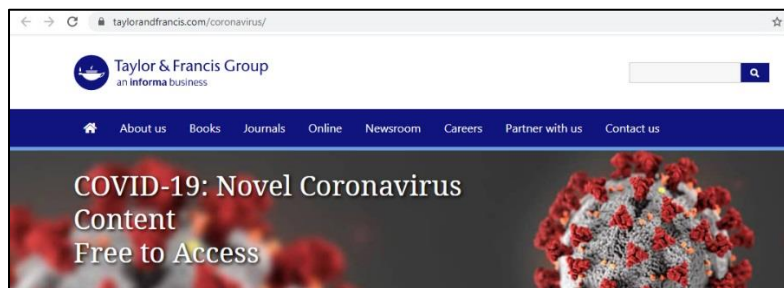 taylorandfrancis.com/coronavirus/
Taylor & Francis Group
an informa business
About us Books Journals Online Newsroom Careers Partner with us Contact us
COVID-19: Novel Coronavirus
Content
Free to Access